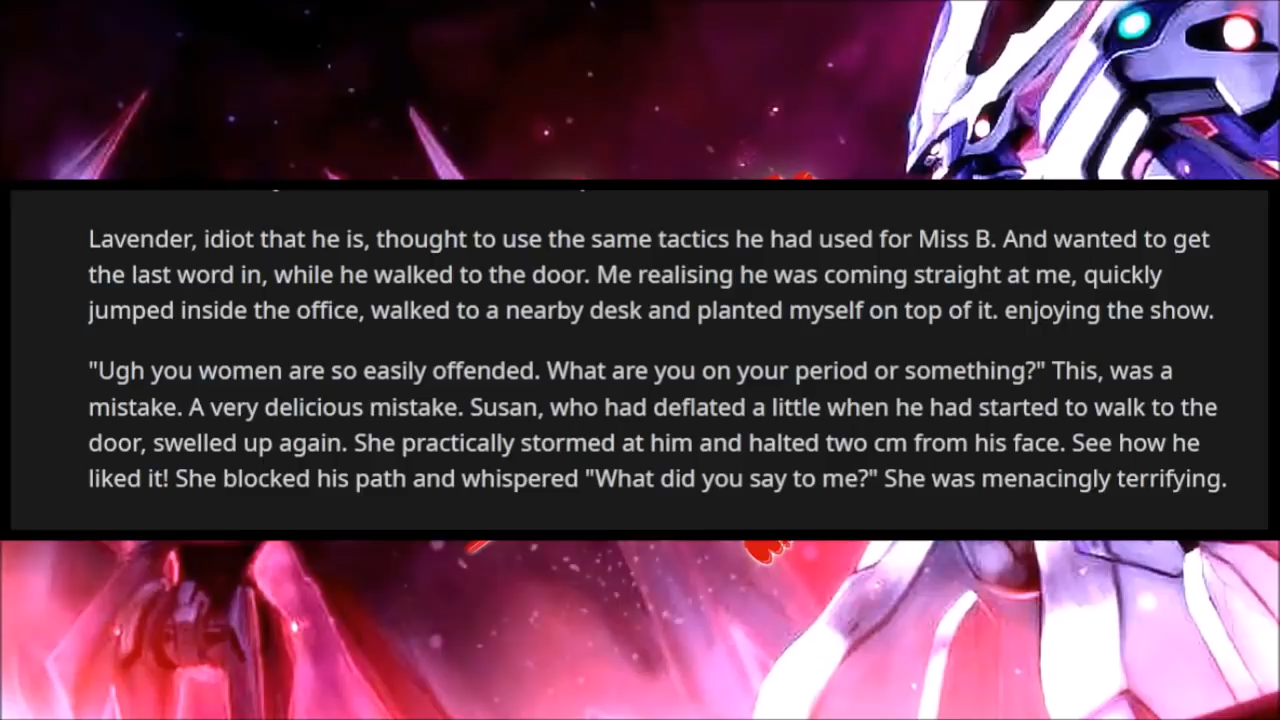 Lavender, idiot that he is, thought to use the same tactics he had used for Miss B. And wanted to get
the last word in, while he walked to the door. Me realising he was coming straight at me, quickly
jumped inside the office, walked to a nearby desk and planted myself on top of it. enjoying the show.
"Ugh you women are so easily offended. What are you on your period or something?" This, was a
mistake. A very delicious mistake. Susan, who had deflated a little when he had started to walk to the
door, swelled up again. She practically stormed at him and halted two cm from his face. See how he
liked it! She blocked his path and whispered "What did you say to me?" She was menacingly terrifying.